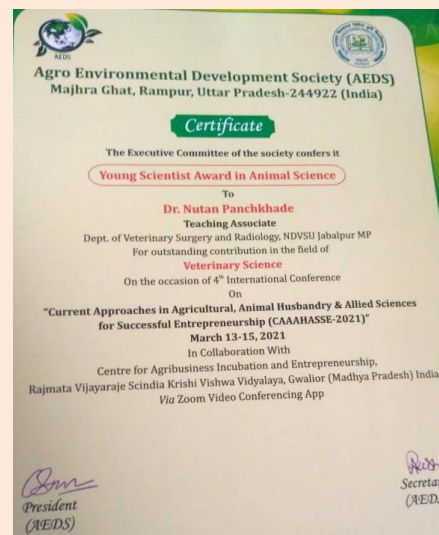 AEDS
Agro Environmental Development Society (AEDS)
Majhra Ghat, Rampur, Uttar Pradesh-244922 (India)
Certificate
The Executive Committee of the society confers it
Young Scientist Award in Animal Science
To
Dr. Nutan Panchkhade
Teaching Associate
Dept. of Veterinary Surgery and Radiology, NDVSU Jabalpur MP
For outstanding contribution in the field of
Veterinary Science
On the occasion of 4th International Conference
On
"Current Approaches in Agricultural, Animal Husbandry & Allied Sciences
for Successful Entrepreneurship (CAAAHASSE-2021)"
March 13-15, 2021
In Collaboration With
Centre for Agribusiness Incubation and Entrepreneurship,
Rajmata Vijayaraje Scindia Krishi Vishwa Vidyalaya, Gwalior (Madhya Pradesh) India
Via Zoom Video Conferencing App
President
(AEDS)
Secreta
(AED